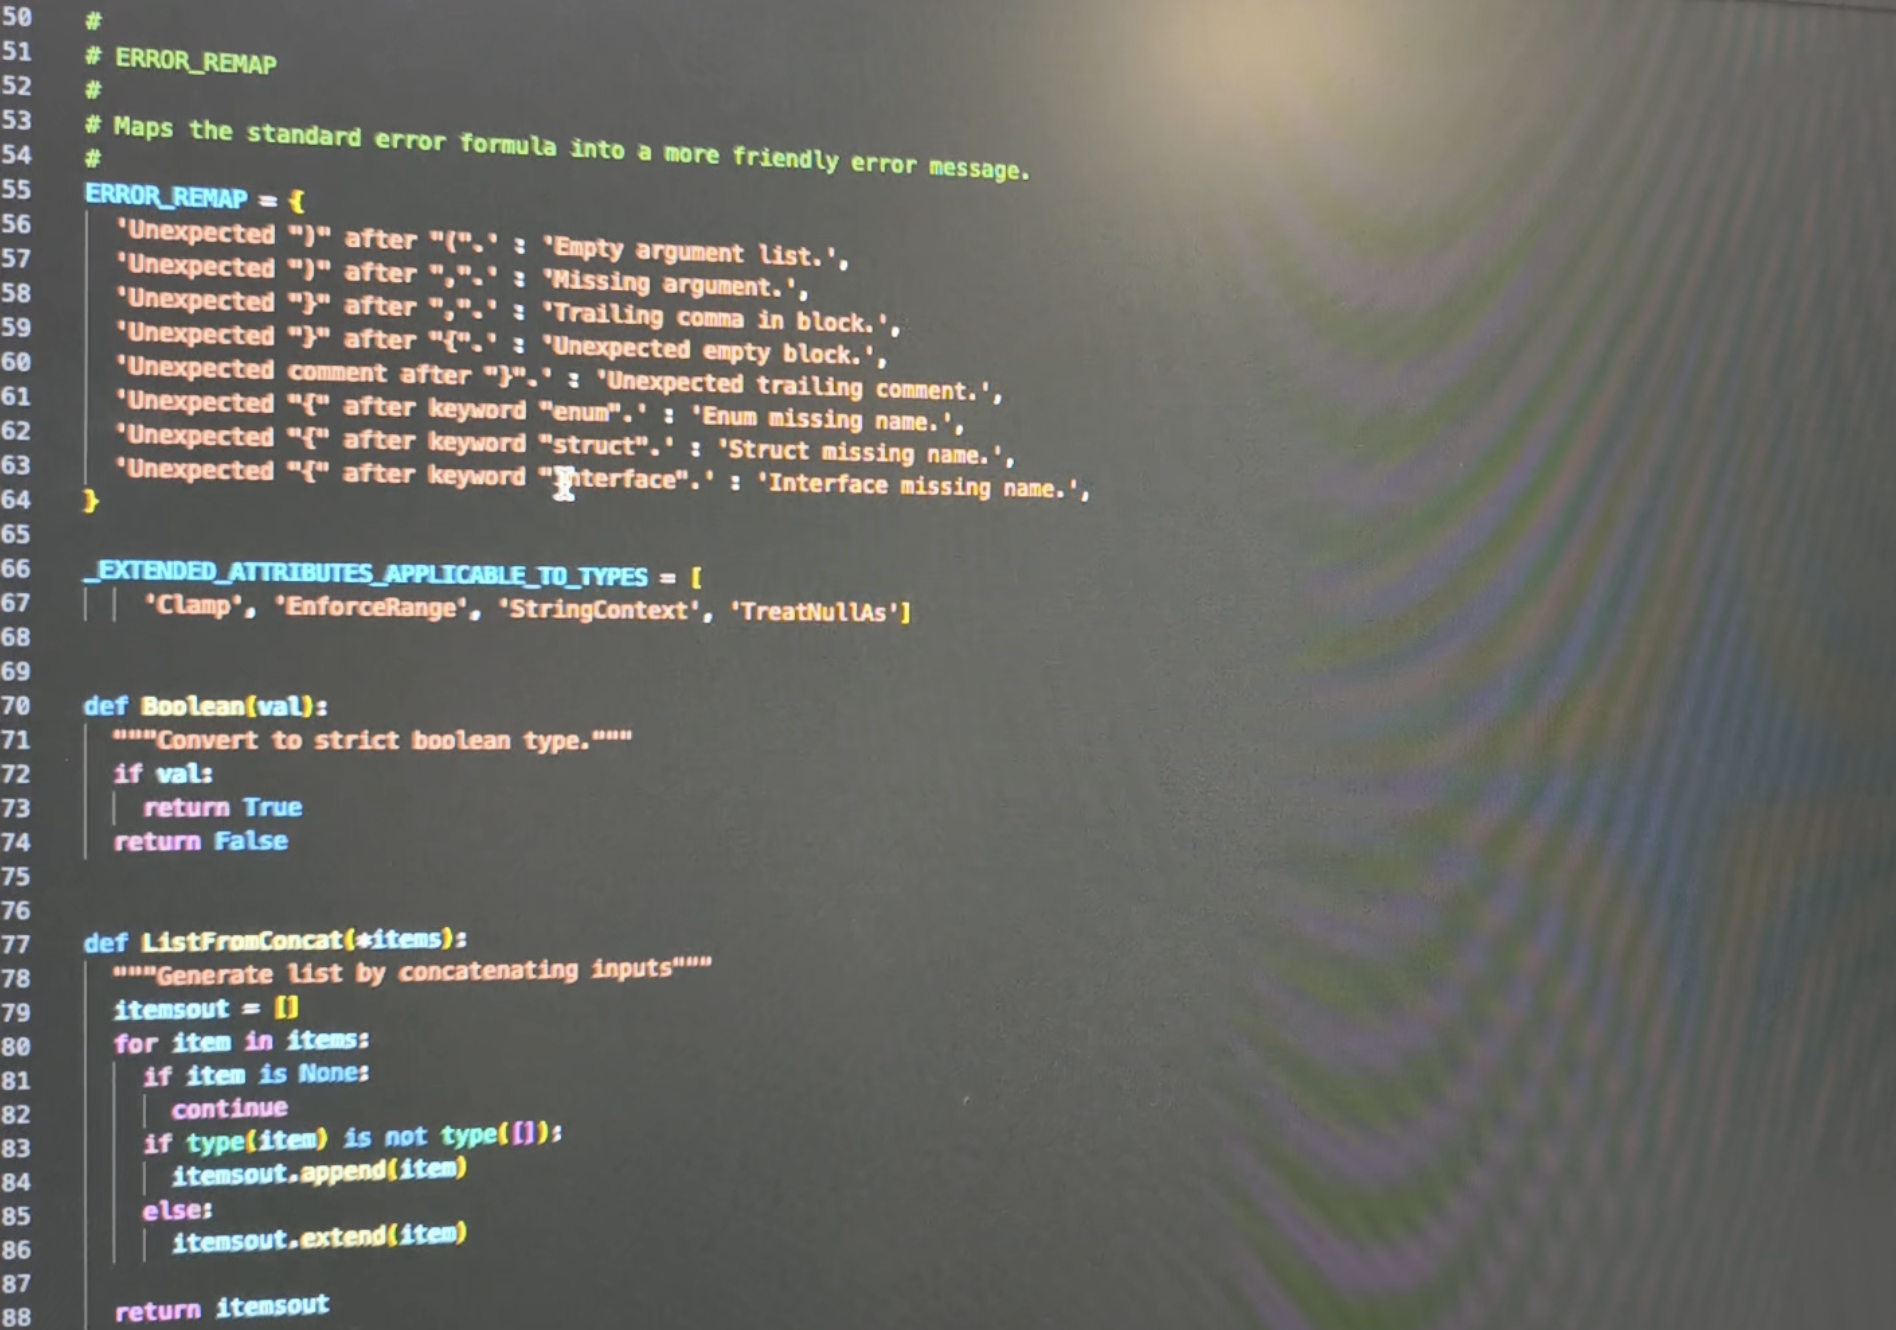 50 #
51 # ERROR_REMAP
52 #
53 # Maps the standard error formula into a more friendly error message.
54 #
55 ERROR_REMAP = {
56   'Unexpected ")" after "(".' : 'Empty argument list.',
57   'Unexpected ")" after ",".' : 'Missing argument.',
58   'Unexpected "}" after ",".' : 'Trailing comma in block.',
59   'Unexpected "}" after "{".' : 'Unexpected empty block.',
60   'Unexpected comment after "}".' : 'Unexpected trailing comment.',
61   'Unexpected "{" after keyword "enum".' : 'Enum missing name.',
62   'Unexpected "{" after keyword "struct".' : 'Struct missing name.',
63   'Unexpected "{" after keyword "interface".' : 'Interface missing name.',
64 }
65
66 _EXTENDED_ATTRIBUTES_APPLICABLE_TO_TYPES = [
67     'Clamp', 'EnforceRange', 'StringContext', 'TreatNullAs']
68
69
70 def Boolean(val):
71   """Convert to strict boolean type."""
72   if val:
73     return True
74   return False
75
76
77 def ListFromConcat(*items):
78   """Generate list by concatenating inputs"""
79   itemsout = []
80   for item in items:
81     if item is None:
82       continue
83     if type(item) is not type([]):
84       itemsout.append(item)
85     else:
86       itemsout.extend(item)
87
88   return itemsout